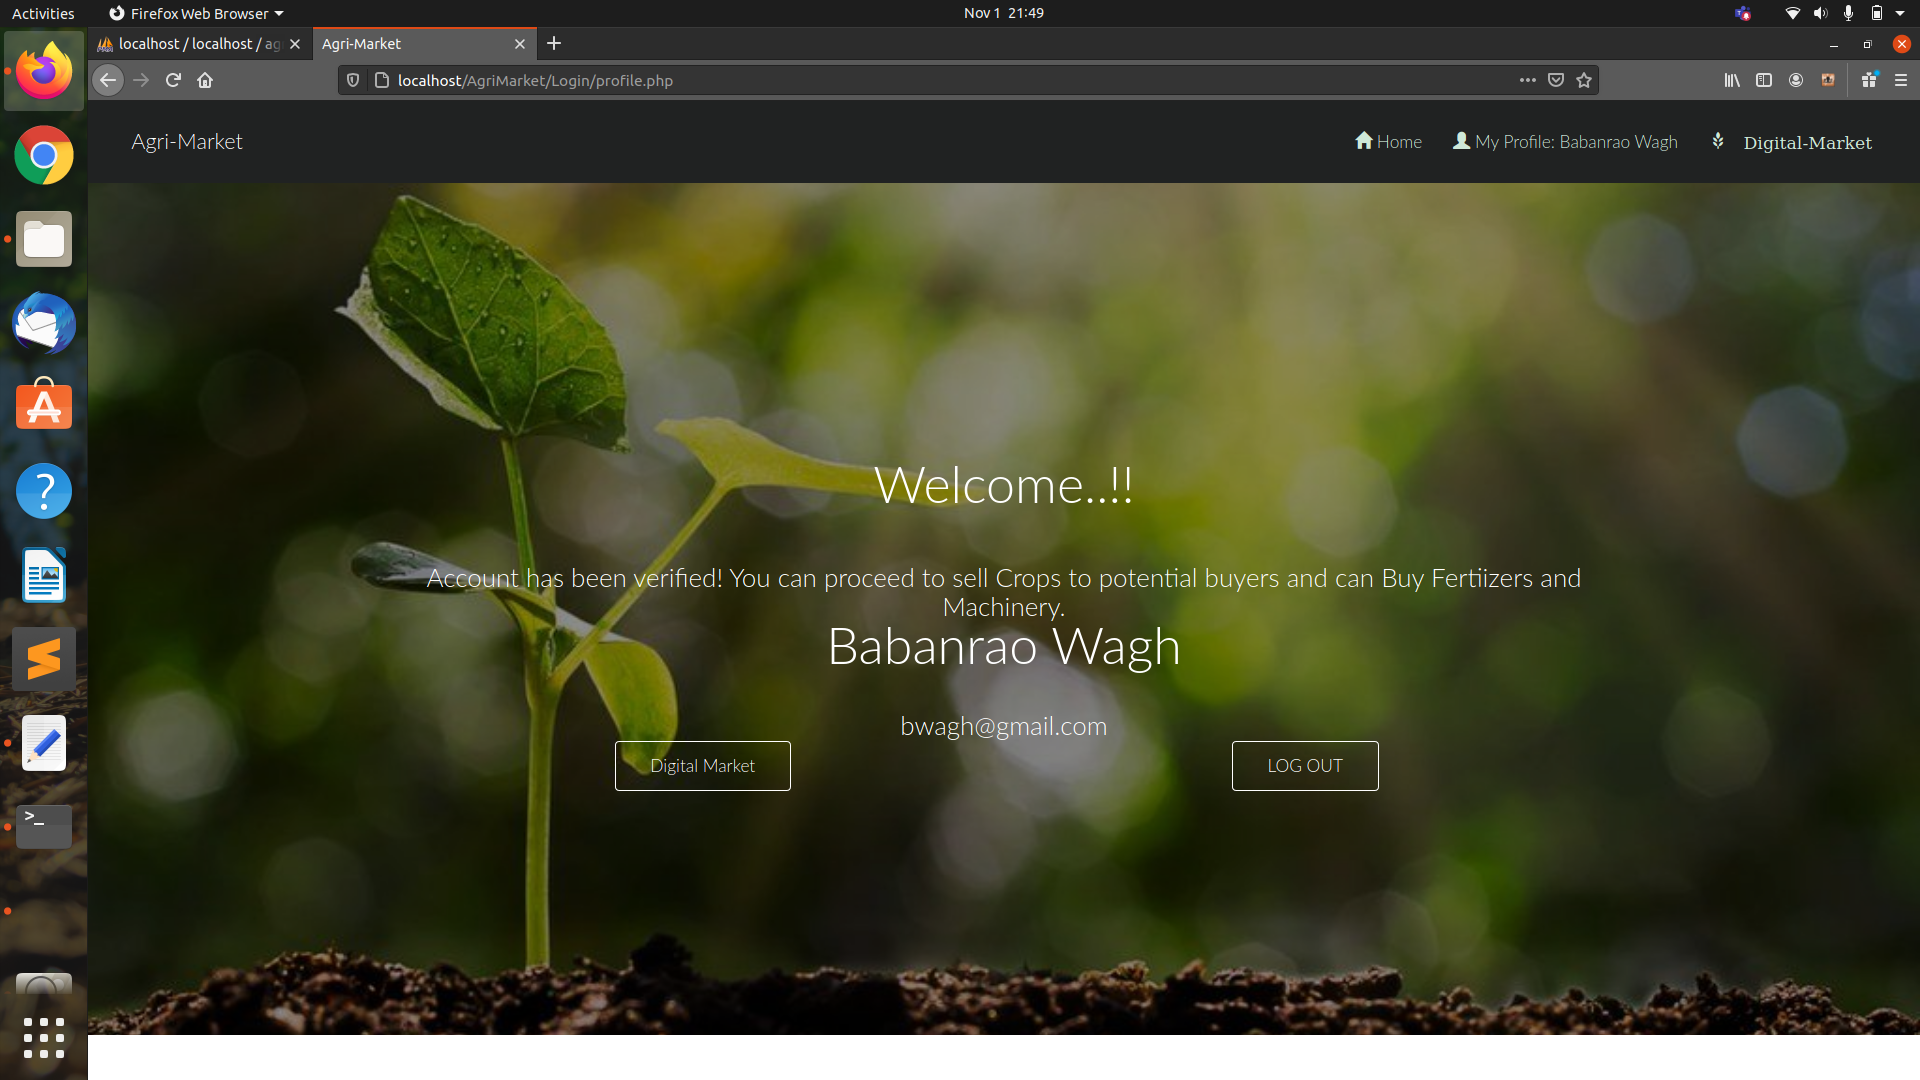 Activities
Firefox Web Browser
Nov 1 21:49
localhost / localhost / ag
Agri-Market
localhost/AgriMarket/Login/profile.php
Agri-Market
Home
My Profile: Babanrao Wagh
Digital-Market
Welcome..!!
Account has been verified! You can proceed to sell Crops to potential buyers and can Buy Fertiizers and
Machinery.
Babanrao Wagh
bwagh@gmail.com
Digital Market
LOG OUT